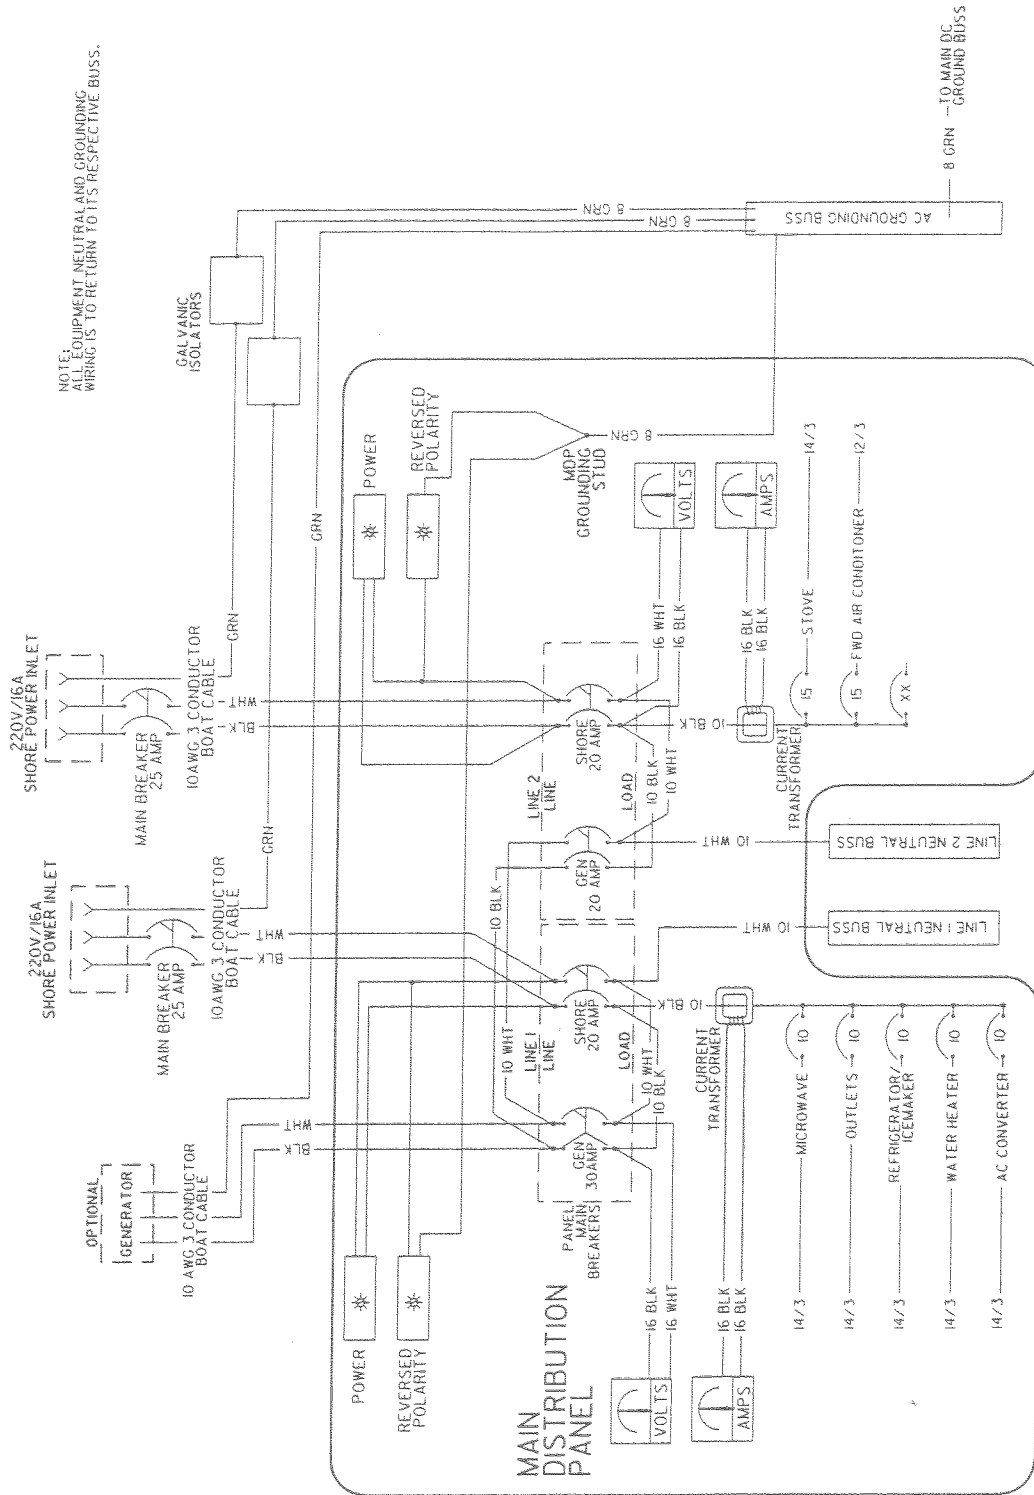 NOTE:
ALL EQUIPMENT NEUTRAL AND GROUNDING
WIRING IS TO RETURN TO ITS RESPECTIVE BUSS.
OPTIONAL
GENERATOR
10 AWG 3 CONDUCTOR
BOAT CABLE
BLK
WHT
GRN
220V/16A
SHORE POWER INLET
MAIN BREAKER
25 AMP
10AWG 3 CONDUCTOR
BOAT CABLE
BLK
WHT
GRN
220V/16A
SHORE POWER INLET
MAIN BREAKER
25 AMP
10AWG 3 CONDUCTOR
BOAT CABLE
BLK
WHT
GRN
GALVANIC
ISOLATORS
8 GRN
8 GRN
AC GROUNDING BUSS
8 GRN
TO MAIN DC
GROUND BUSS
POWER
REVERSED
POLARITY
POWER
REVERSED
POLARITY
MDP
GROUNDING
STUD
8 GRN
MAIN
DISTRIBUTION
PANEL
PANEL
MAIN
BREAKERS
10 WHT
10 BLK
LINE 1
LINE
LOAD
GEN
30AMP
SHORE
20 AMP
LINE 2
LINE
LOAD
GEN
20 AMP
SHORE
20 AMP
10 WHT
10 BLK
10 BLK
10 WHT
16 BLK
16 WHT
VOLTS
16 BLK
16 BLK
AMPS
10 BLK
CURRENT
TRANSFORMER
10 WHT
LINE 1 NEUTRAL BUSS
10 WHT
LINE 2 NEUTRAL BUSS
10 BLK
CURRENT
TRANSFORMER
16 WHT
16 BLK
VOLTS
16 BLK
16 BLK
AMPS
14/3 MICROWAVE 10
14/3 OUTLETS 10
14/3 REFRIGERATOR/
ICEMAKER 10
14/3 WATER HEATER 10
14/3 AC CONVERTER 10
15 STOVE 14/3
15 FWD AIR CONDITONER 12/3
XX